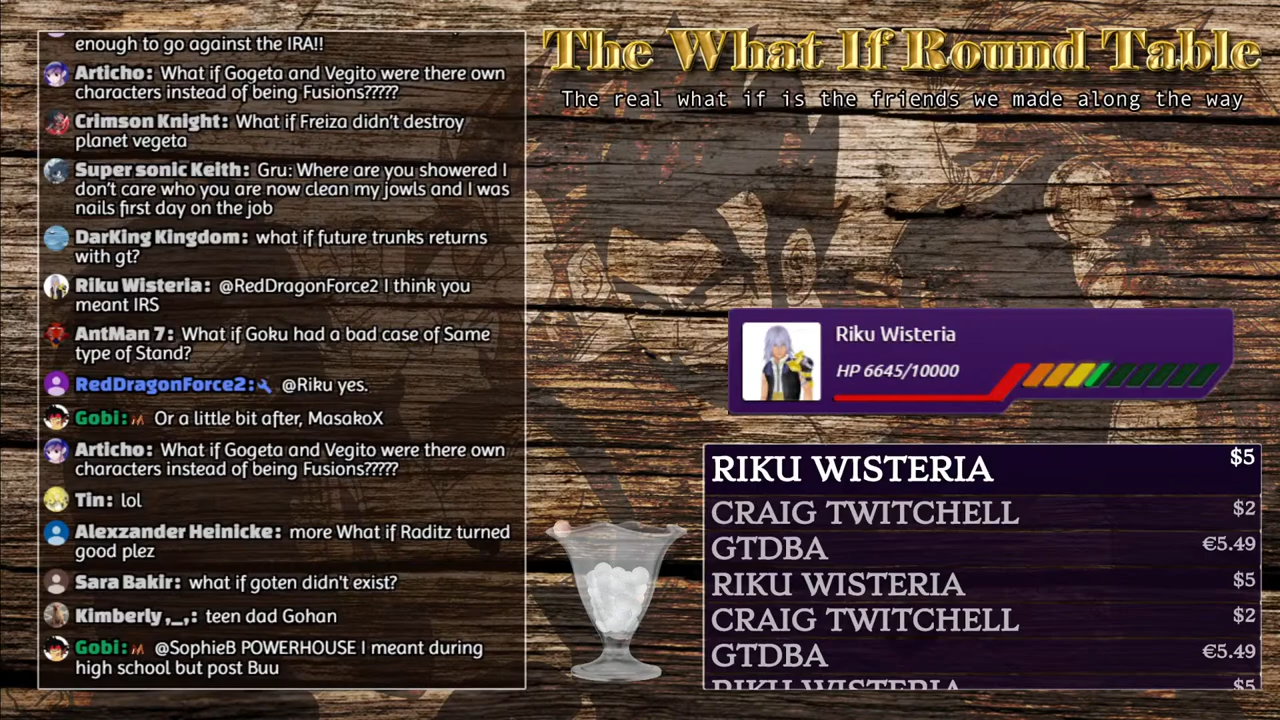 enough to go against the IRA!!
Articho: What if Gogeta and Vegito were there own
characters instead of being Fusions?????
Crimson Knight: What if Freiza didn't destroy
planet vegeta
Super sonic Keith: Gru: Where are you showered I
don't care who you are now clean my jowls and I was
nails first day on the job
DarKing Kingdom: what if future trunks returns
with gt?
Riku Wisteria: @RedDragonForce2 I think you
meant IRS
AntMan 7: What if Goku had a bad case of Same
type of Stand?
RedDragonForce2: @Riku yes.
Gobi: Or a little bit after, MasakoX
Articho: What if Gogeta and Vegito were there own
characters instead of being Fusions?????
Tin: lol
Alexzander Heinicke: more What if Raditz turned
good plez
Sara Bakir: what if goten didn't exist?
Kimberly ,_,: teen dad Gohan
Gobi: @SophieB POWERHOUSE I meant during
high school but post Buu
The What If Round Table
The real what if is the friends we made along the way
Riku Wisteria
HP 6645/10000
RIKU WISTERIA $5
CRAIG TWITCHELL $2
GTDBA €5.49
RIKU WISTERIA $5
CRAIG TWITCHELL $2
GTDBA €5.49
RIKU WISTERIA $5